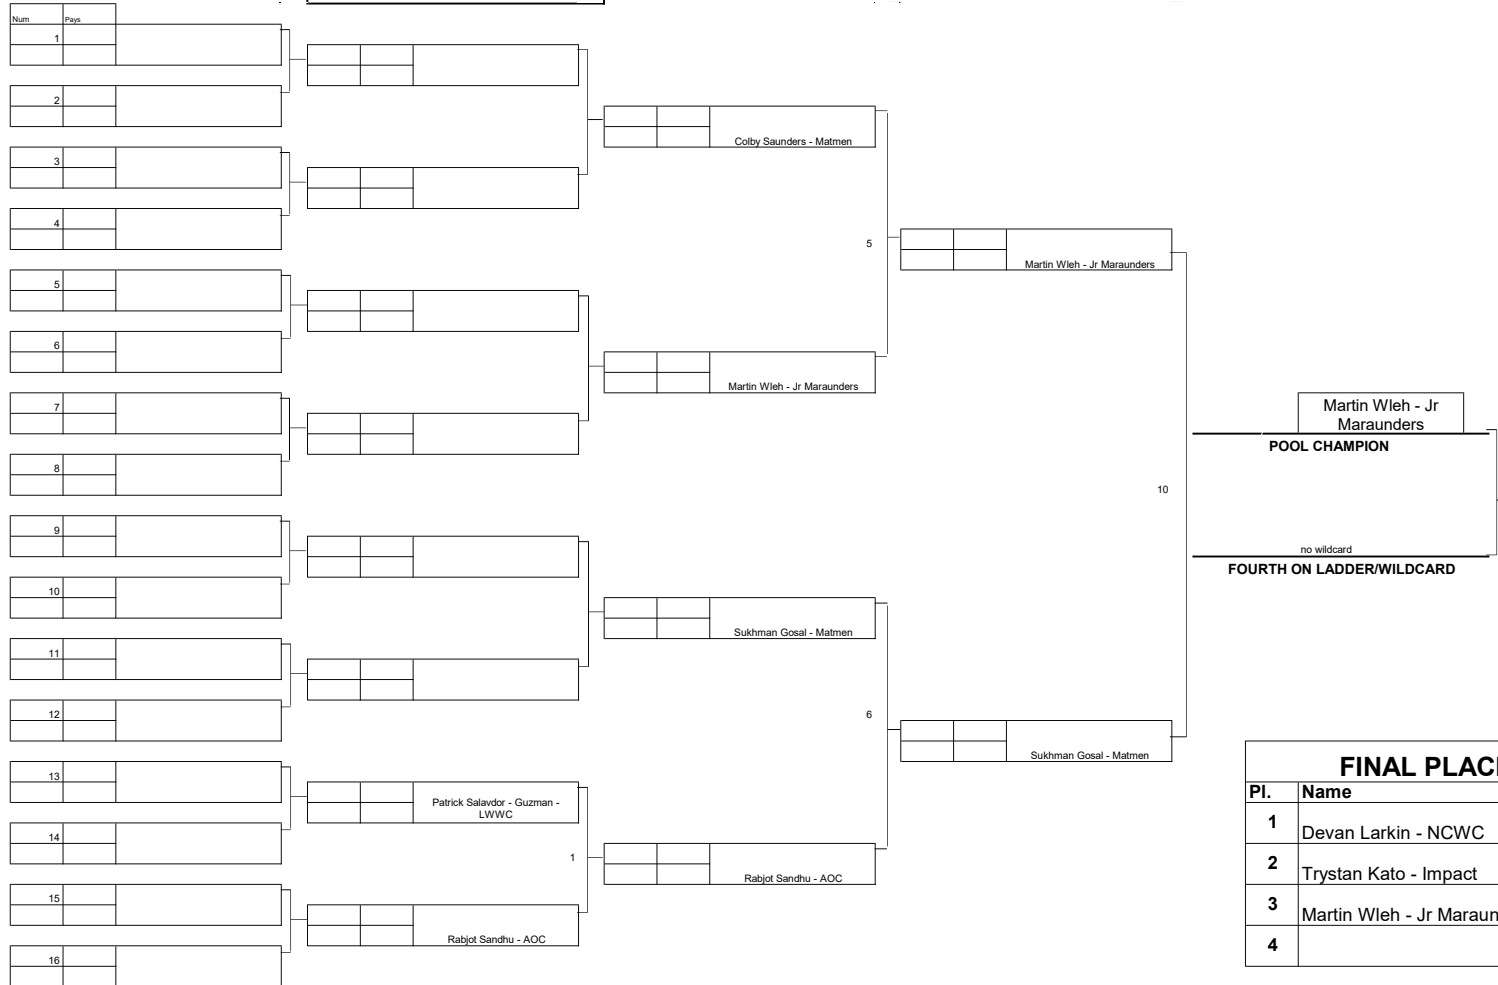 Num Pays
1
2
3
4
5
6
7
8
9
10
11
12
13
14
15
16
Patrick Salavdor - Guzman -
LWWC
1
Rabjot Sandhu - AOC
Colby Saunders - Matmen
5
Martin Wleh - Jr Maraunders
Sukhman Gosal - Matmen
6
Rabjot Sandhu - AOC
Martin Wleh - Jr Maraunders
10
Sukhman Gosal - Matmen
Martin Wleh - Jr
Maraunders
POOL CHAMPION
no wildcard
FOURTH ON LADDER/WILDCARD
FINAL PLAC
Pl. Name
1 Devan Larkin - NCWC
2 Trystan Kato - Impact
3 Martin Wleh - Jr Maraun
4